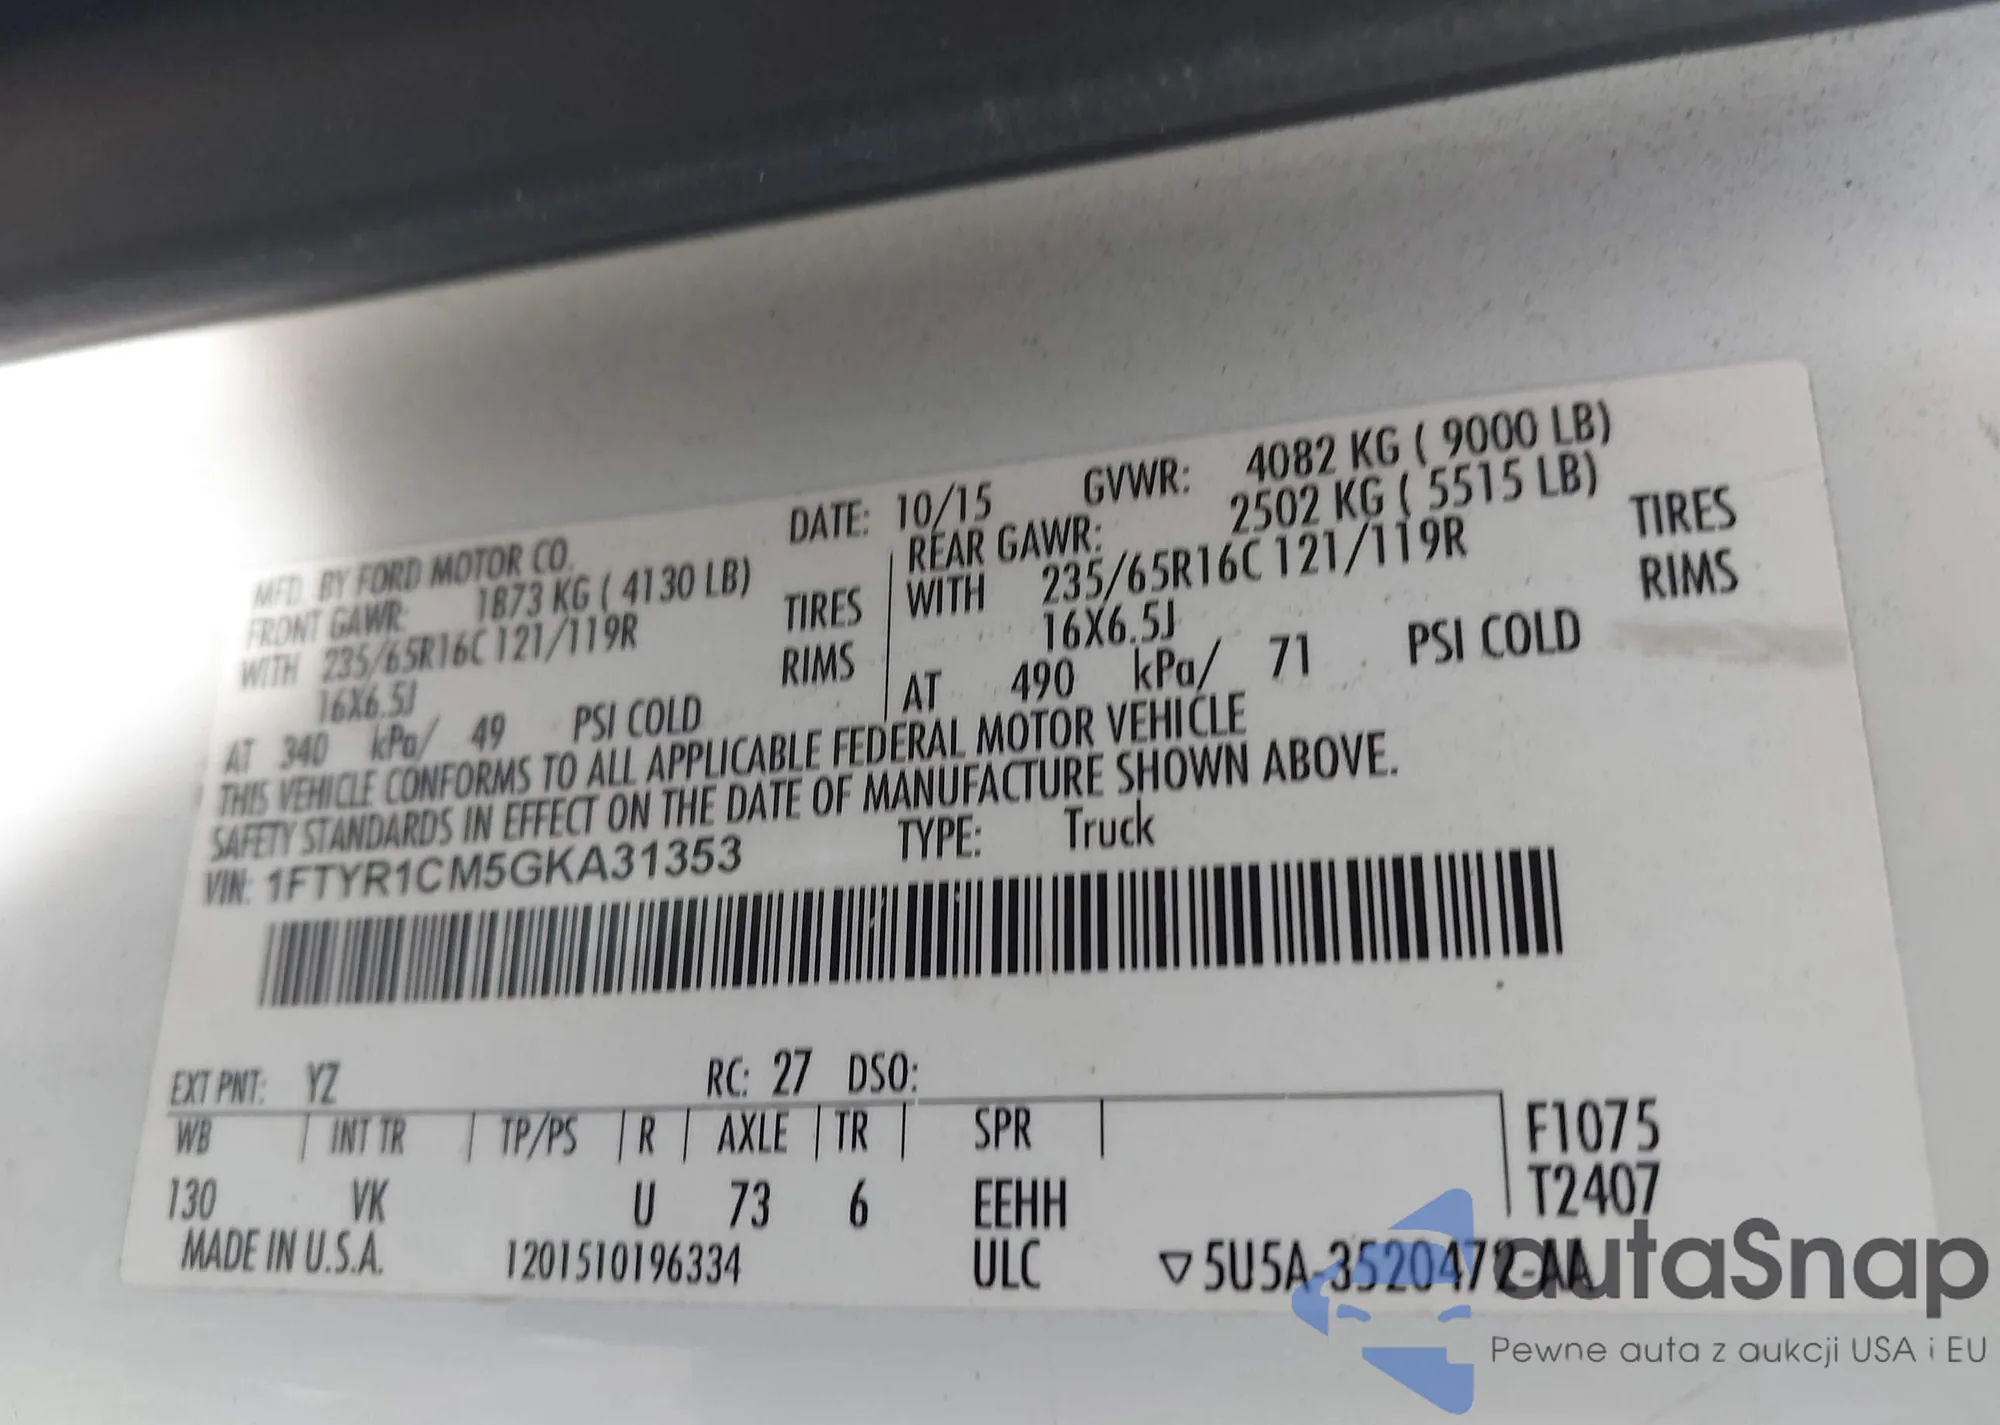 MFD. BY FORD MOTOR CO. DATE: 10/15 GVWR: 4082 KG ( 9000 LB)
FRONT GAWR: 1873 KG ( 4130 LB) REAR GAWR: 2502 KG ( 5515 LB)
WITH 235/65R16C 121/119R TIRES WITH 235/65R16C 121/119R TIRES
16X6.5J RIMS 16X6.5J RIMS
AT 340 kPa/ 49 PSI COLD AT 490 kPa/ 71 PSI COLD
THIS VEHICLE CONFORMS TO ALL APPLICABLE FEDERAL MOTOR VEHICLE
SAFETY STANDARDS IN EFFECT ON THE DATE OF MANUFACTURE SHOWN ABOVE.
VIN: 1FTYR1CM5GKA31353 TYPE: Truck
EXT PNT: YZ RC: 27 DSO:
WB INT TR TP/PS R AXLE TR SPR F1075
130 VK U 73 6 EEHH T2407
MADE IN U.S.A. 1201510196334 ULC ▽5U5A-3520472-AA
autaSnap
Pewne auta z aukcji USA i EU